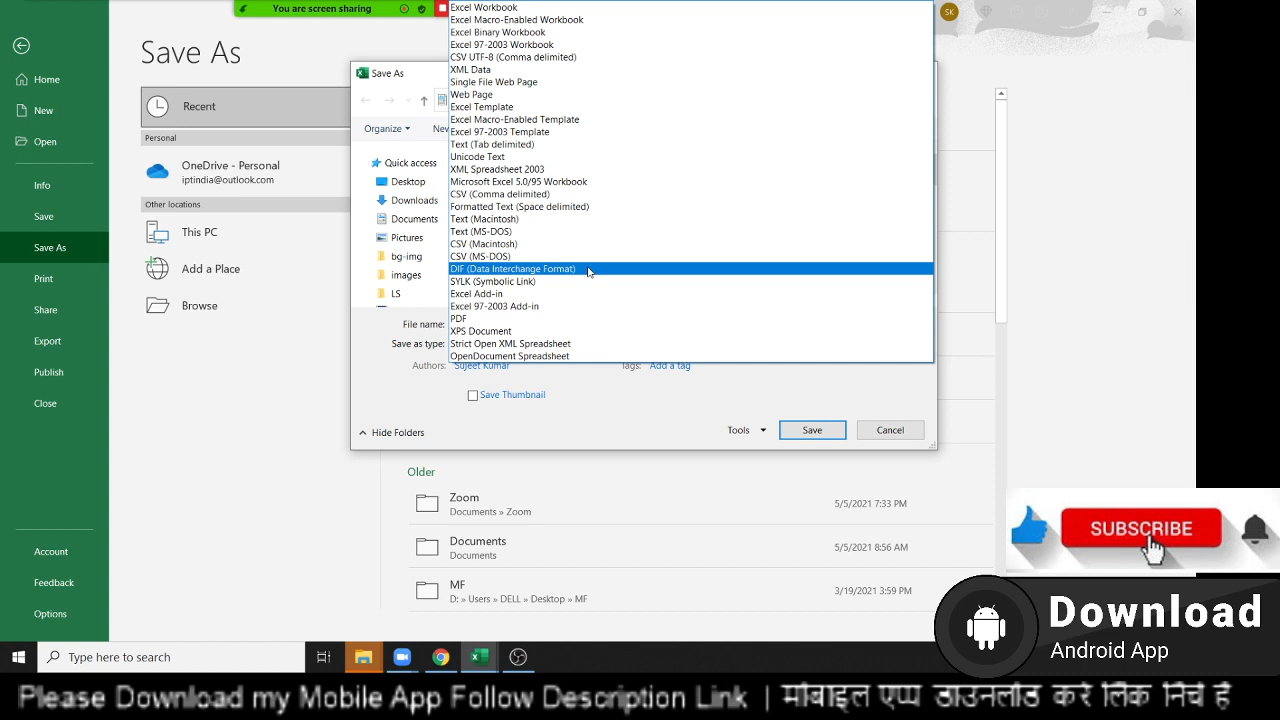 You are screen sharing
SK
Save As
Home
New
Open
Info
Save
Save As
Print
Share
Export
Publish
Close
Account
Feedback
Options
Recent
Personal
OneDrive - Personal
iptindia@outlook.com
Other locations
This PC
Add a Place
Browse
Save As
Organize
New
Quick access
Desktop
Downloads
Documents
Pictures
bg-img
images
LS
Excel Workbook
Excel Macro-Enabled Workbook
Excel Binary Workbook
Excel 97-2003 Workbook
CSV UTF-8 (Comma delimited)
XML Data
Single File Web Page
Web Page
Excel Template
Excel Macro-Enabled Template
Excel 97-2003 Template
Text (Tab delimited)
Unicode Text
XML Spreadsheet 2003
Microsoft Excel 5.0/95 Workbook
CSV (Comma delimited)
Formatted Text (Space delimited)
Text (Macintosh)
Text (MS-DOS)
CSV (Macintosh)
CSV (MS-DOS)
DIF (Data Interchange Format)
SYLK (Symbolic Link)
Excel Add-in
Excel 97-2003 Add-in
PDF
XPS Document
Strict Open XML Spreadsheet
OpenDocument Spreadsheet
File name:
Save as type:
Authors: Sujeet Kumar Tags: Add a tag
Save Thumbnail
Hide Folders
Tools Save Cancel
Older
Zoom 5/5/2021 7:33 PM
Documents » Zoom
Documents 5/5/2021 8:56 AM
Documents
MF 3/19/2021 3:59 PM
D: » Users » DELL » Desktop » MF
SUBSCRIBE
Download
Android App
Type here to search
Please Download my Mobile App Follow Description Link | मोबाइल एप्प डाउनलोड करे लिंक निचे है